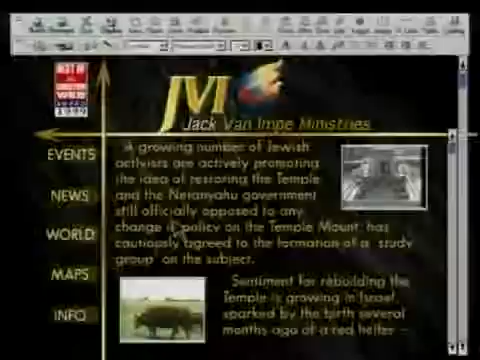 JVI
Jack Van Impe Ministries
EVENTS
NEWS
WORLD
MAPS
INFO
A growing number of Jewish
activists are actively promoting
the idea of restoring the Temple
and the Netanyahu government
still officially opposed to any
change in policy on the Temple Mount has
cautiously agreed to the formation of a study
group on the subject.
Sentiment for rebuilding the
Temple is growing in Israel,
sparked by the birth several
months ago of a red heifer –